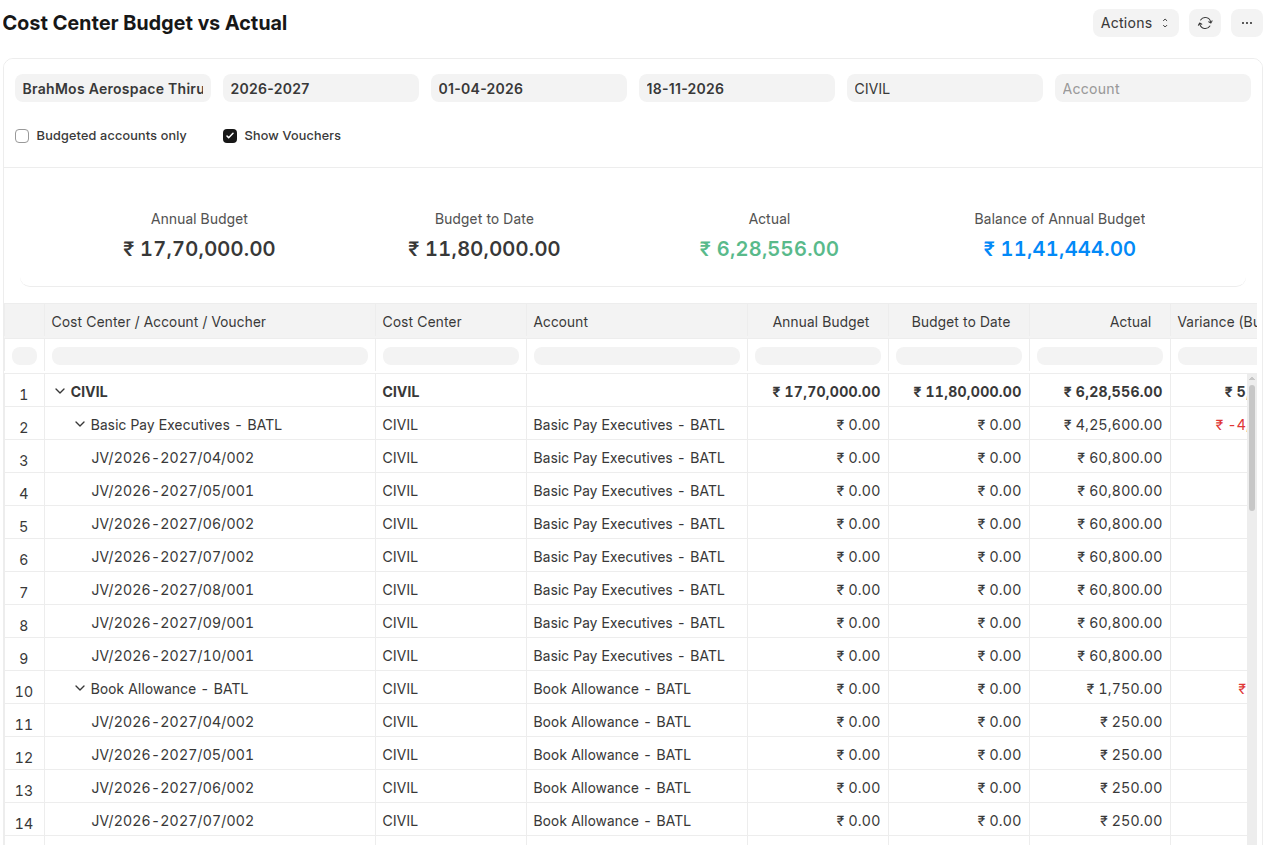 Cost Center Budget vs Actual
Actions
BrahMos Aerospace Thiru 2026-2027 01-04-2026 18-11-2026 CIVIL Account
Budgeted accounts only Show Vouchers
Annual Budget Budget to Date Actual Balance of Annual Budget
₹ 17,70,000.00 ₹ 11,80,000.00 ₹ 6,28,556.00 ₹ 11,41,444.00
Cost Center / Account / Voucher Cost Center Account Annual Budget Budget to Date Actual Variance (Bu
1 CIVIL CIVIL ₹ 17,70,000.00 ₹ 11,80,000.00 ₹ 6,28,556.00 ₹ 5,
2 Basic Pay Executives - BATL CIVIL Basic Pay Executives - BATL ₹ 0.00 ₹ 0.00 ₹ 4,25,600.00 ₹ -4,
3 JV/2026-2027/04/002 CIVIL Basic Pay Executives - BATL ₹ 0.00 ₹ 0.00 ₹ 60,800.00
4 JV/2026-2027/05/001 CIVIL Basic Pay Executives - BATL ₹ 0.00 ₹ 0.00 ₹ 60,800.00
5 JV/2026-2027/06/002 CIVIL Basic Pay Executives - BATL ₹ 0.00 ₹ 0.00 ₹ 60,800.00
6 JV/2026-2027/07/002 CIVIL Basic Pay Executives - BATL ₹ 0.00 ₹ 0.00 ₹ 60,800.00
7 JV/2026-2027/08/001 CIVIL Basic Pay Executives - BATL ₹ 0.00 ₹ 0.00 ₹ 60,800.00
8 JV/2026-2027/09/001 CIVIL Basic Pay Executives - BATL ₹ 0.00 ₹ 0.00 ₹ 60,800.00
9 JV/2026-2027/10/001 CIVIL Basic Pay Executives - BATL ₹ 0.00 ₹ 0.00 ₹ 60,800.00
10 Book Allowance - BATL CIVIL Book Allowance - BATL ₹ 0.00 ₹ 0.00 ₹ 1,750.00 ₹
11 JV/2026-2027/04/002 CIVIL Book Allowance - BATL ₹ 0.00 ₹ 0.00 ₹ 250.00
12 JV/2026-2027/05/001 CIVIL Book Allowance - BATL ₹ 0.00 ₹ 0.00 ₹ 250.00
13 JV/2026-2027/06/002 CIVIL Book Allowance - BATL ₹ 0.00 ₹ 0.00 ₹ 250.00
14 JV/2026-2027/07/002 CIVIL Book Allowance - BATL ₹ 0.00 ₹ 0.00 ₹ 250.00